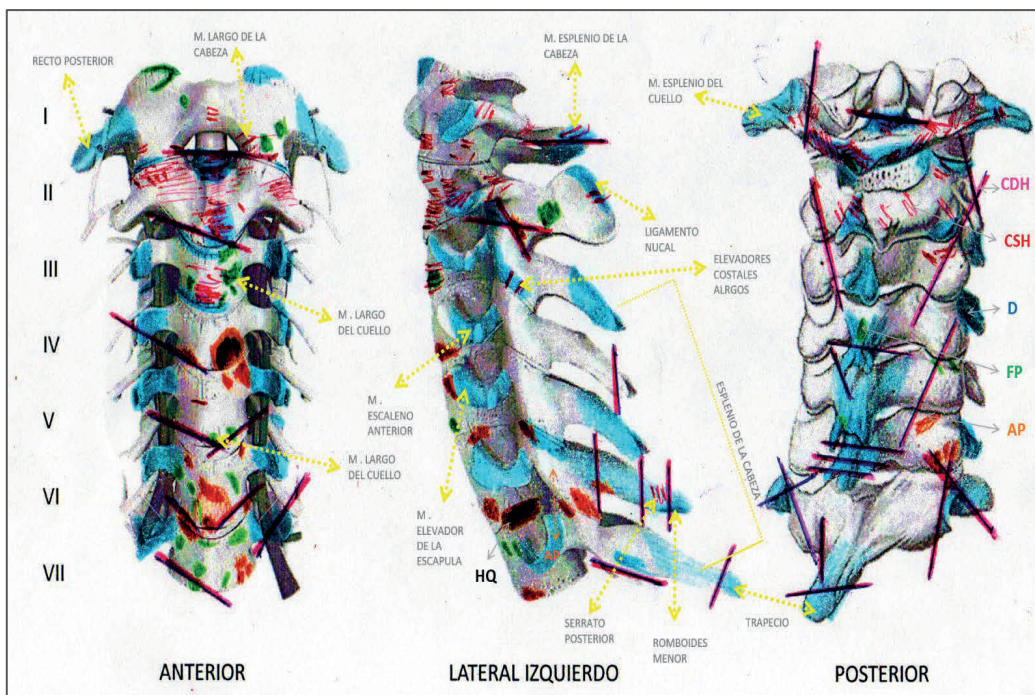 RECTO POSTERIOR
M. LARGO DE LA
CABEZA
I
II
III
IV
V
VI
VII
M . LARGO
DEL CUELLO
M. LARGO
DEL CUELLO
ANTERIOR
M. ESPLENIO DE LA
CABEZA
LIGAMENTO
NUCAL
ELEVADORES
COSTALES
ALRGOS
M .
ESCALENO
ANTERIOR
M .
ELEVADOR
DE LA
ESCAPULA
HQ
AP
ESPLENIO DE LA CABEZA
SERRATO
POSTERIOR
ROMBOIDES
MENOR
TRAPECIO
LATERAL IZQUIERDO
M. ESPLENIO DEL
CUELLO
CDH
CSH
D
FP
AP
POSTERIOR